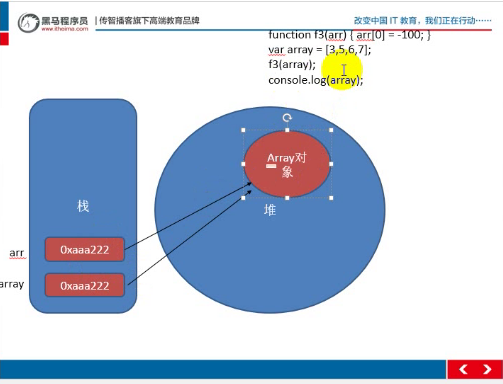 黑马程序员
www.itheima.com
传智播客旗下高端教育品牌
改变中国 IT 教育，我们正在行动……
function f3(arr) { arr[0] = -100; }
var array = [3,5,6,7];
f3(array);
console.log(array);
Array对
象
栈
堆
arr
0xaaa222
array
0xaaa222